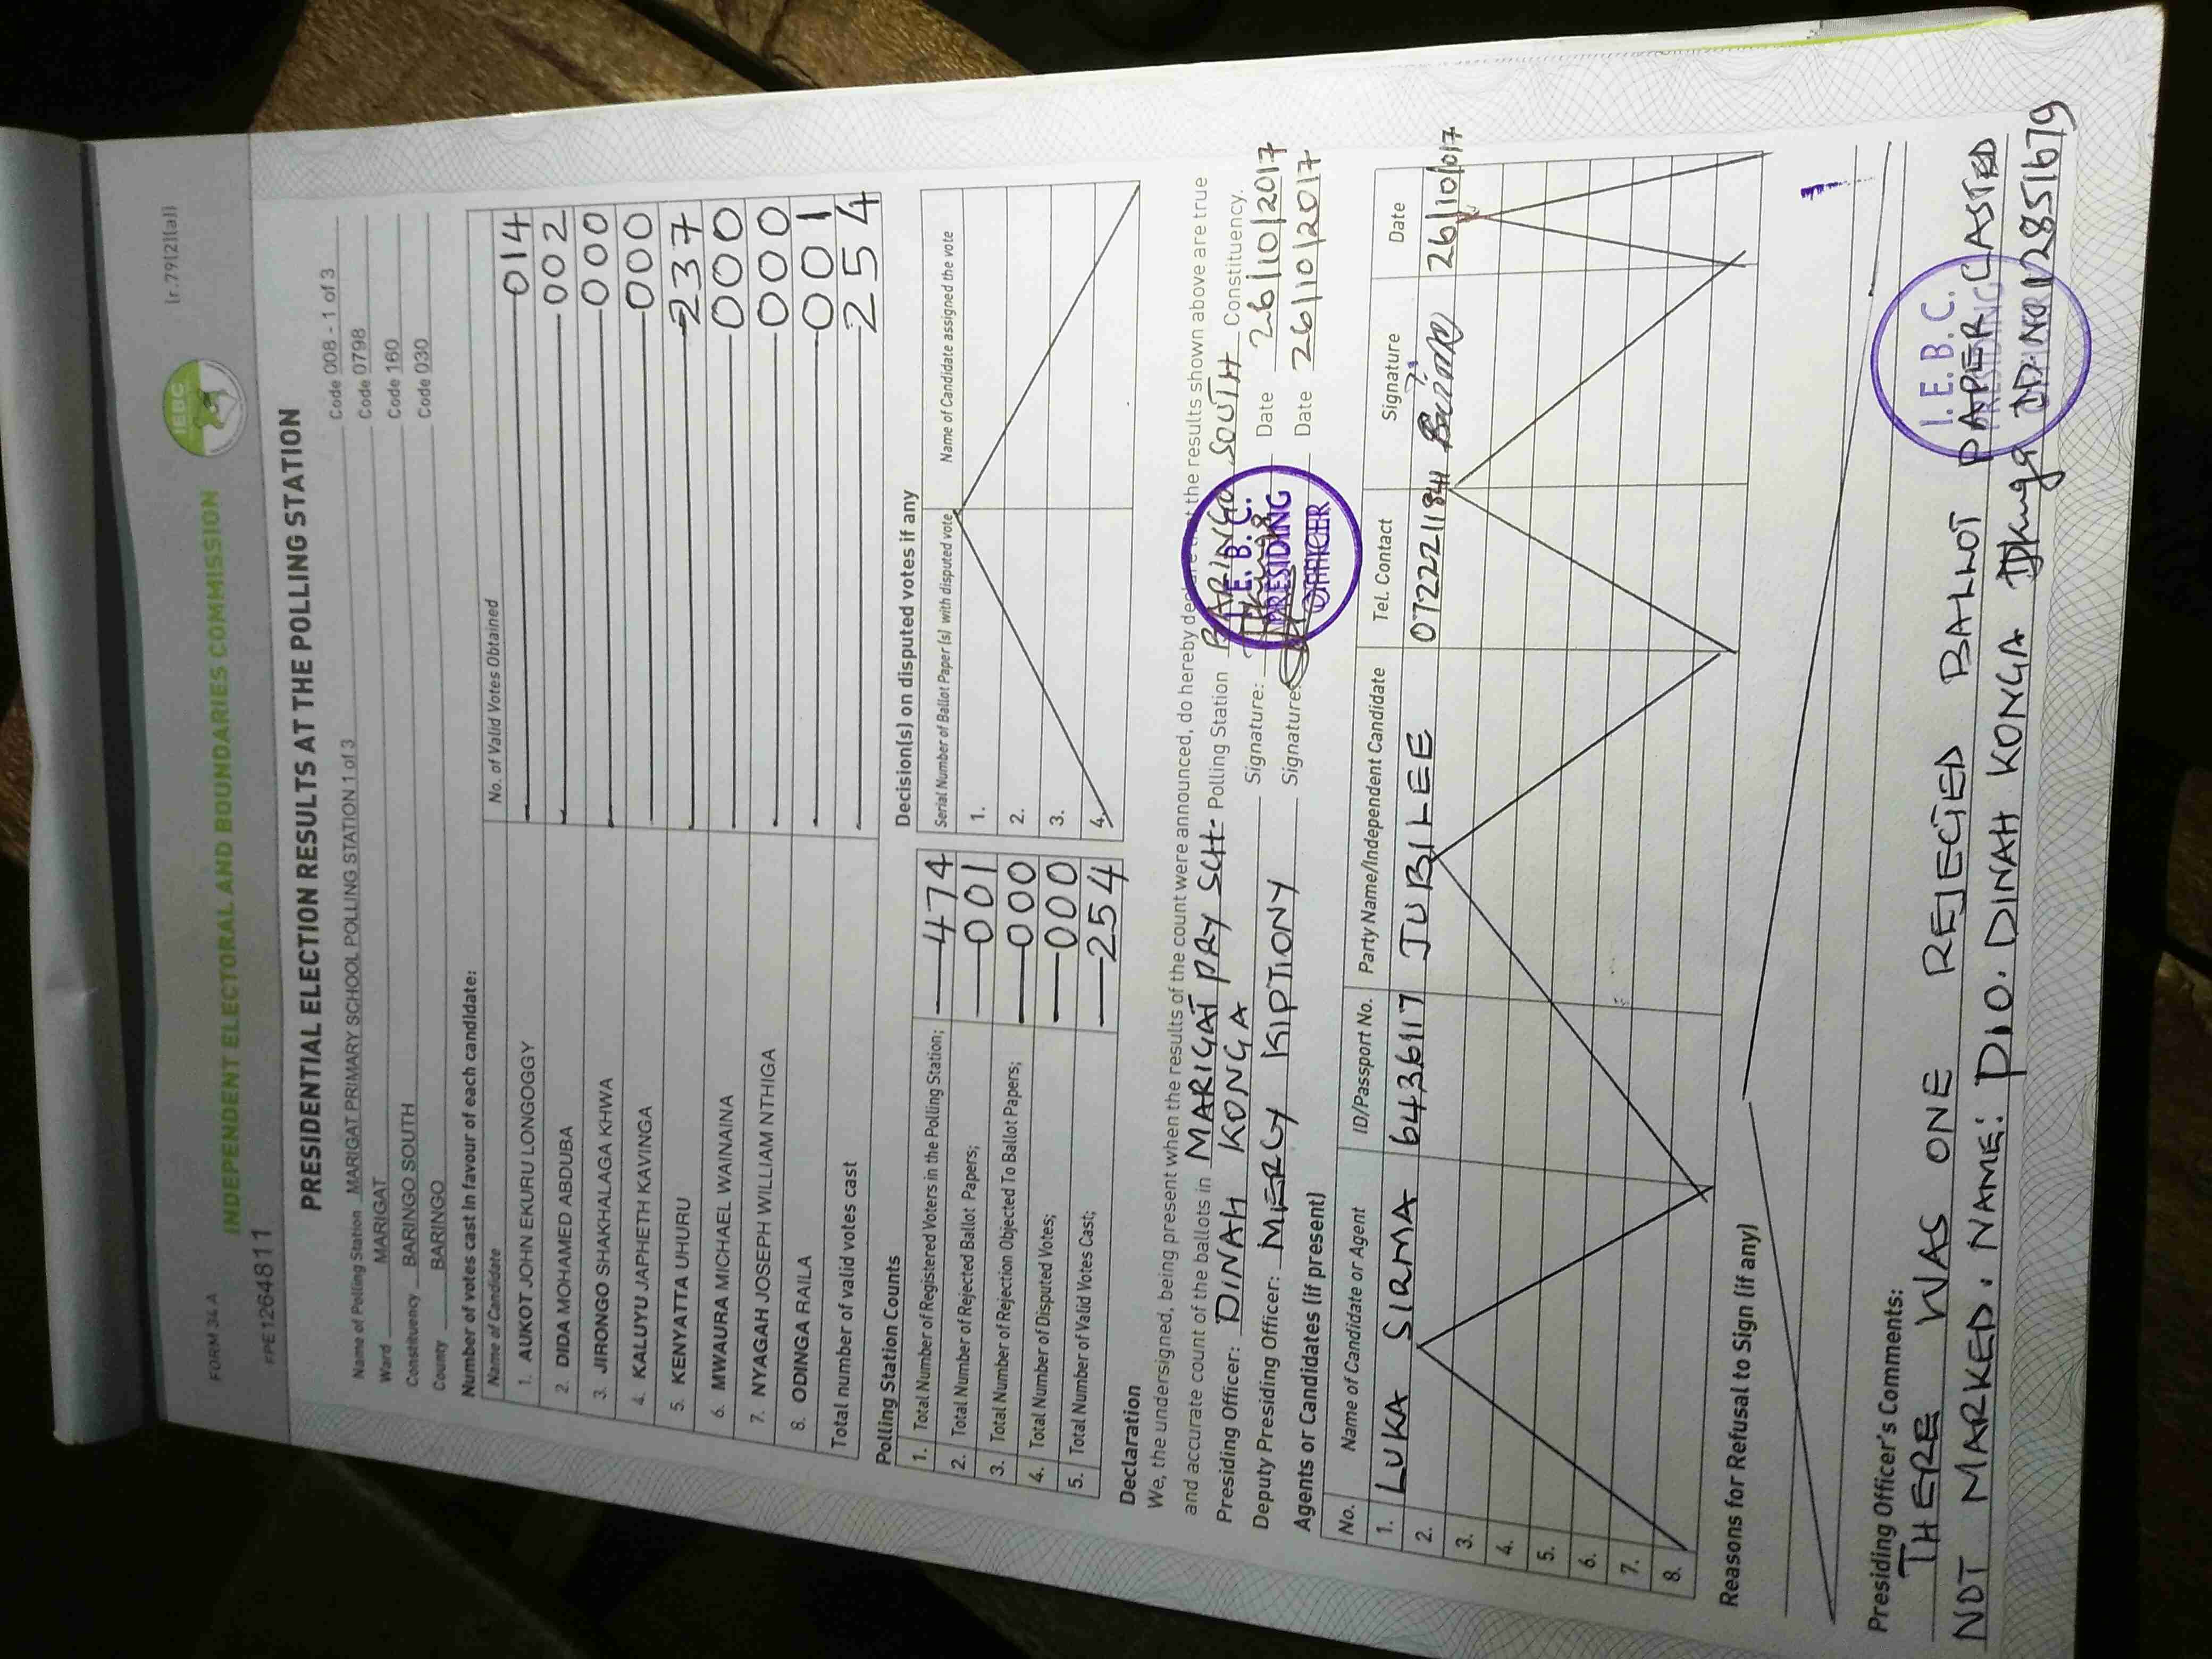 FORM 34 A
INDEPENDENT ELECTORAL AND BOUNDARIES COMMISSION
IEBC
(r.79(2)(a))
FPE1264811
PRESIDENTIAL ELECTION RESULTS AT THE POLLING STATION
Name of Polling Station MARIGAT PRIMARY SCHOOL POLLING STATION 1 of 3 Code 008 - 1 of 3
Ward MARIGAT Code 0798
Constituency BARINGO SOUTH Code 160
County BARINGO Code 030
Number of votes cast in favour of each candidate:
Name of Candidate No. of Valid Votes Obtained
1. AUKOT JOHN EKURU LONGOGGY 014
2. DIDA MOHAMED ABDUBA 002
3. JIRONGO SHAKHALAGA KHWA 000
4. KALUYU JAPHETH KAVINGA 000
5. KENYATTA UHURU 237
6. MWAURA MICHAEL WAINAINA 000
7. NYAGAH JOSEPH WILLIAM NTHIGA 000
8. ODINGA RAILA 001
Total number of valid votes cast 254
Polling Station Counts
1. Total Number of Registered Voters in the Polling Station; 474
2. Total Number of Rejected Ballot Papers; 001
3. Total Number of Rejection Objected To Ballot Papers; 000
4. Total Number of Disputed Votes; 000
5. Total Number of Valid Votes Cast; 254
Decision(s) on disputed votes if any
Serial Number of Ballot Paper (s) with disputed vote Name of Candidate assigned the vote
1.
2.
3.
4.
Declaration
We, the undersigned, being present when the results of the count were announced, do hereby declare that the results shown above are true
and accurate count of the ballots in MARIGAT PRY SCH- Polling Station BARINGO SOUTH Constituency.
Presiding Officer: DINAH KONGA Signature: Date 26/10/2017
Deputy Presiding Officer: MERCY KIPTIONY Signature: Date 26/10/2017
I.E.B.C.
PRESIDING
OFFICER
Agents or Candidates (if present)
No. Name of Candidate or Agent ID/Passport No. Party Name/Independent Candidate Tel. Contact Signature Date
1. LUKA SIAMA 6436117 JUBILEE 0722211841 26/10/017
2.
3.
4.
5.
6.
7.
8.
Reasons for Refusal to Sign (if any)
Presiding Officer's Comments:
THERE WAS ONE REJECTED BALLOT PAPER CASTED
NOT MARKED. NAME: P10. DINAH KONGA ID NO 12851679
I.E.B.C.
PRESIDING